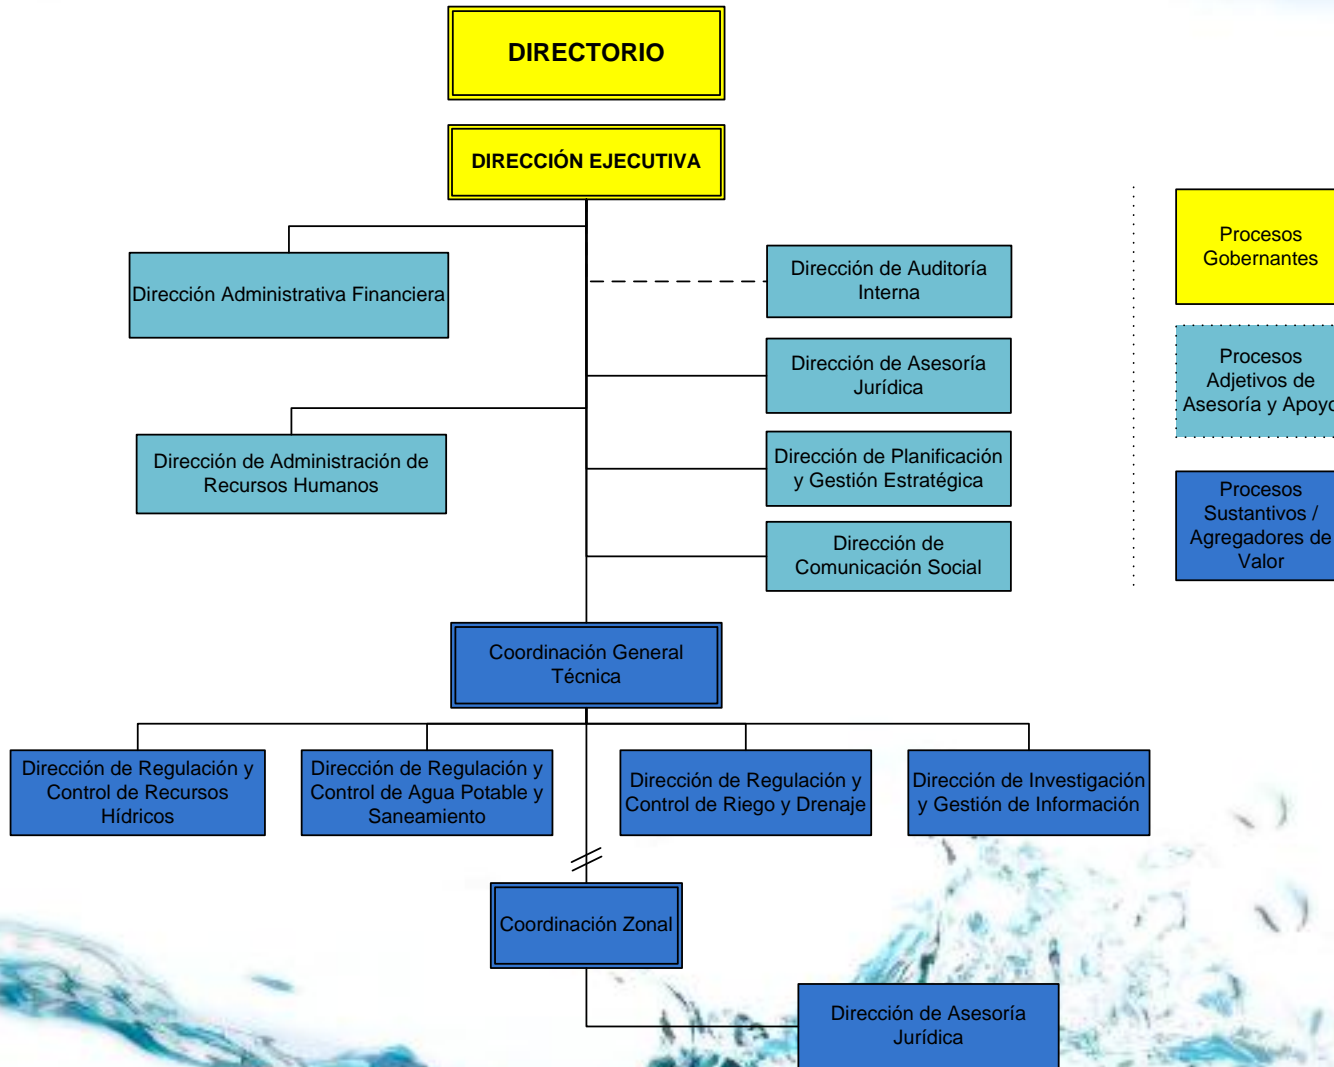 DIRECTORIO
DIRECCIÓN EJECUTIVA
Dirección Administrativa Financiera
Dirección de Administración de
Recursos Humanos
Dirección de Auditoría
Interna
Dirección de Asesoría
Jurídica
Dirección de Planificación
y Gestión Estratégica
Dirección de
Comunicación Social
Procesos
Gobernantes
Procesos
Adjetivos de
Asesoría y Apoyo
Procesos
Sustantivos /
Agregadores de
Valor
Coordinación General
Técnica
Dirección de Regulación y
Control de Recursos
Hídricos
Dirección de Regulación y
Control de Agua Potable y
Saneamiento
Dirección de Regulación y
Control de Riego y Drenaje
Dirección de Investigación
y Gestión de Información
Coordinación Zonal
Dirección de Asesoría
Jurídica